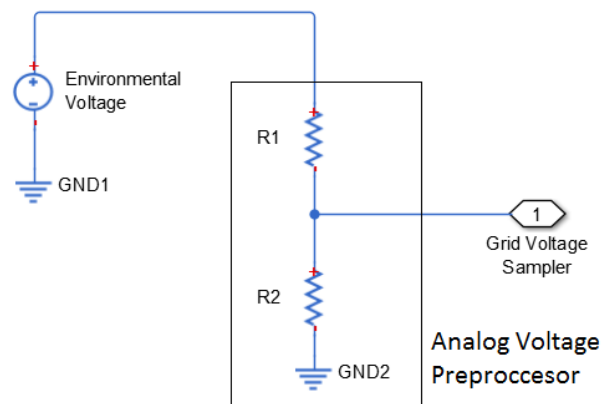 Environmental
Voltage
GND1
R1
1
Grid Voltage
Sampler
R2
GND2
Analog Voltage
Preproccesor